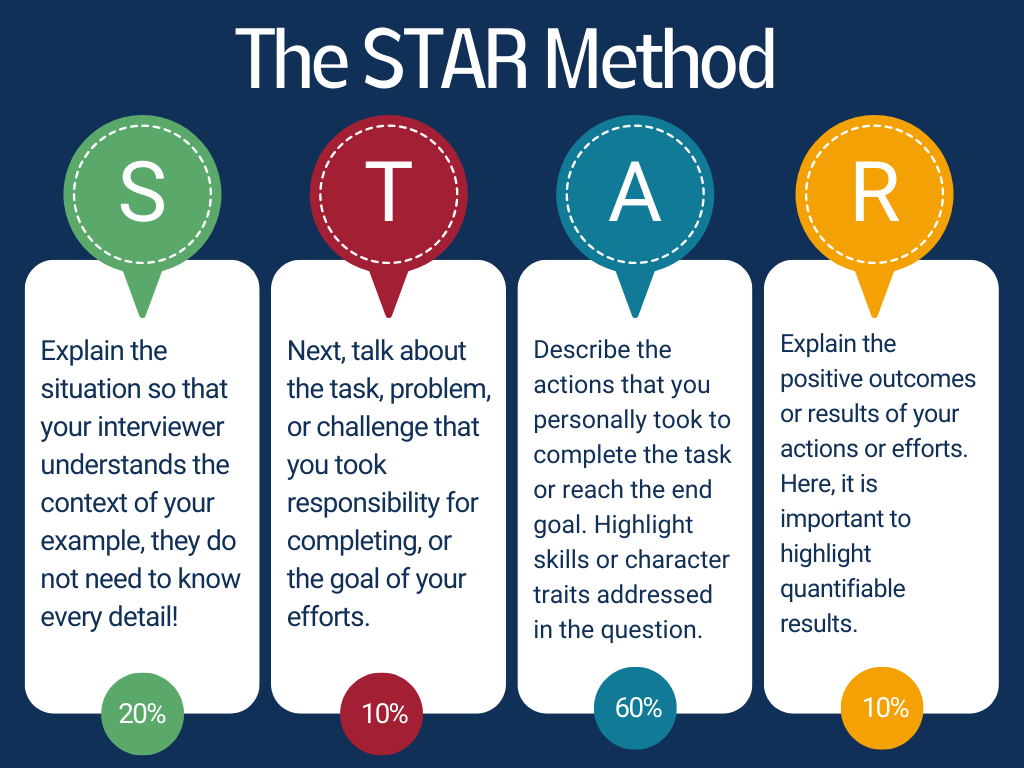 The STAR Method
S
Explain the
situation so that
your interviewer
understands the
context of your
example, they do
not need to know
every detail!
20%
T
Next, talk about
the task, problem,
or challenge that
you took
responsibility for
completing, or
the goal of your
efforts.
10%
A
Describe the
actions that you
personally took to
complete the task
or reach the end
goal. Highlight
skills or character
traits addressed
in the question.
60%
R
Explain the
positive outcomes
or results of your
actions or efforts.
Here, it is
important to
highlight
quantifiable
results.
10%